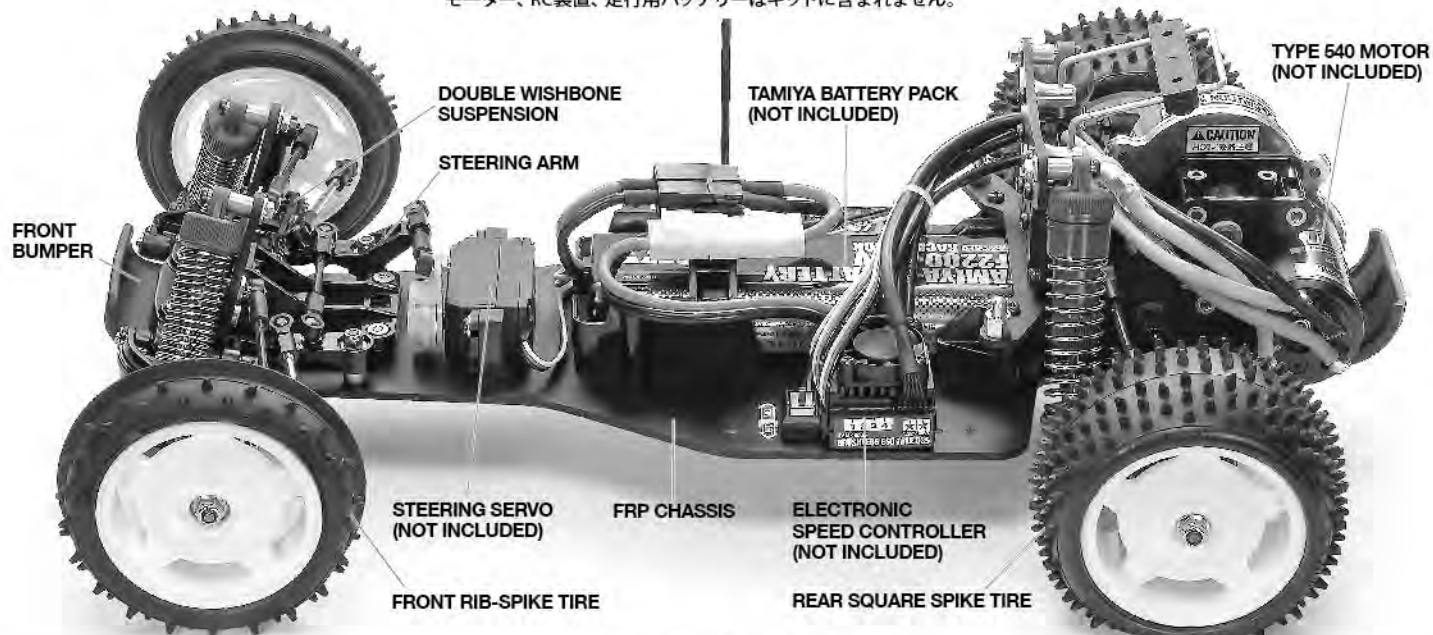 モーター、RC装置、走行用バッテリーはキットに含まれません。
DOUBLE WISHBONE
SUSPENSION
TAMIYA BATTERY PACK
(NOT INCLUDED)
TYPE 540 MOTOR
(NOT INCLUDED)
STEERING ARM
CAUTION
FRONT
BUMPER
BATTERY
STEERING SERVO
(NOT INCLUDED)
FRP CHASSIS
ELECTRONIC
SPEED CONTROLLER
(NOT INCLUDED)
FRONT RIB-SPIKE TIRE
REAR SQUARE SPIKE TIRE